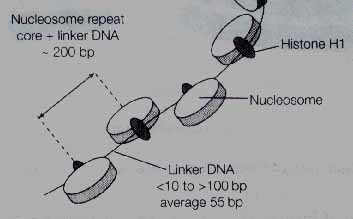 Nucleosome repeat
core + linker DNA
~ 200 bp
Histone H1
Nucleosome
Linker DNA
<10 to >100 bp
average 55 bp